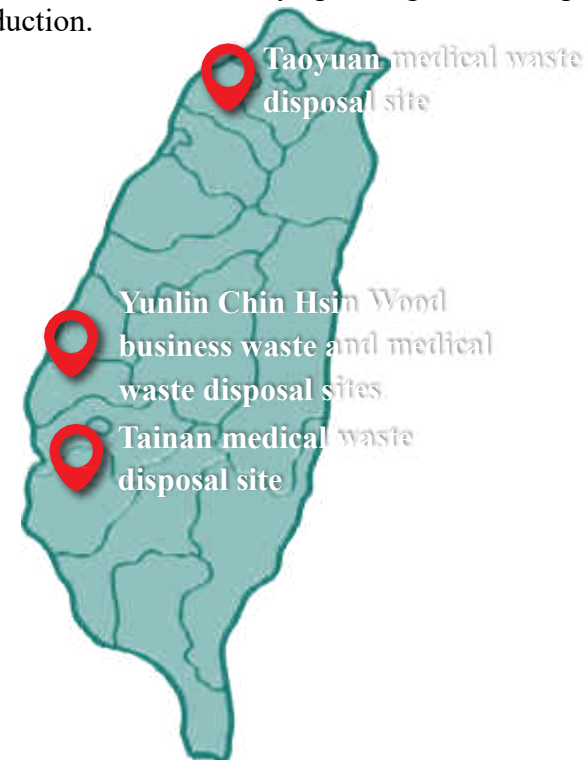 duction.
Taoyuan medical waste
disposal site
Yunlin Chin Hsin Wood
business waste and medical
waste disposal sites
Tainan medical waste
disposal site